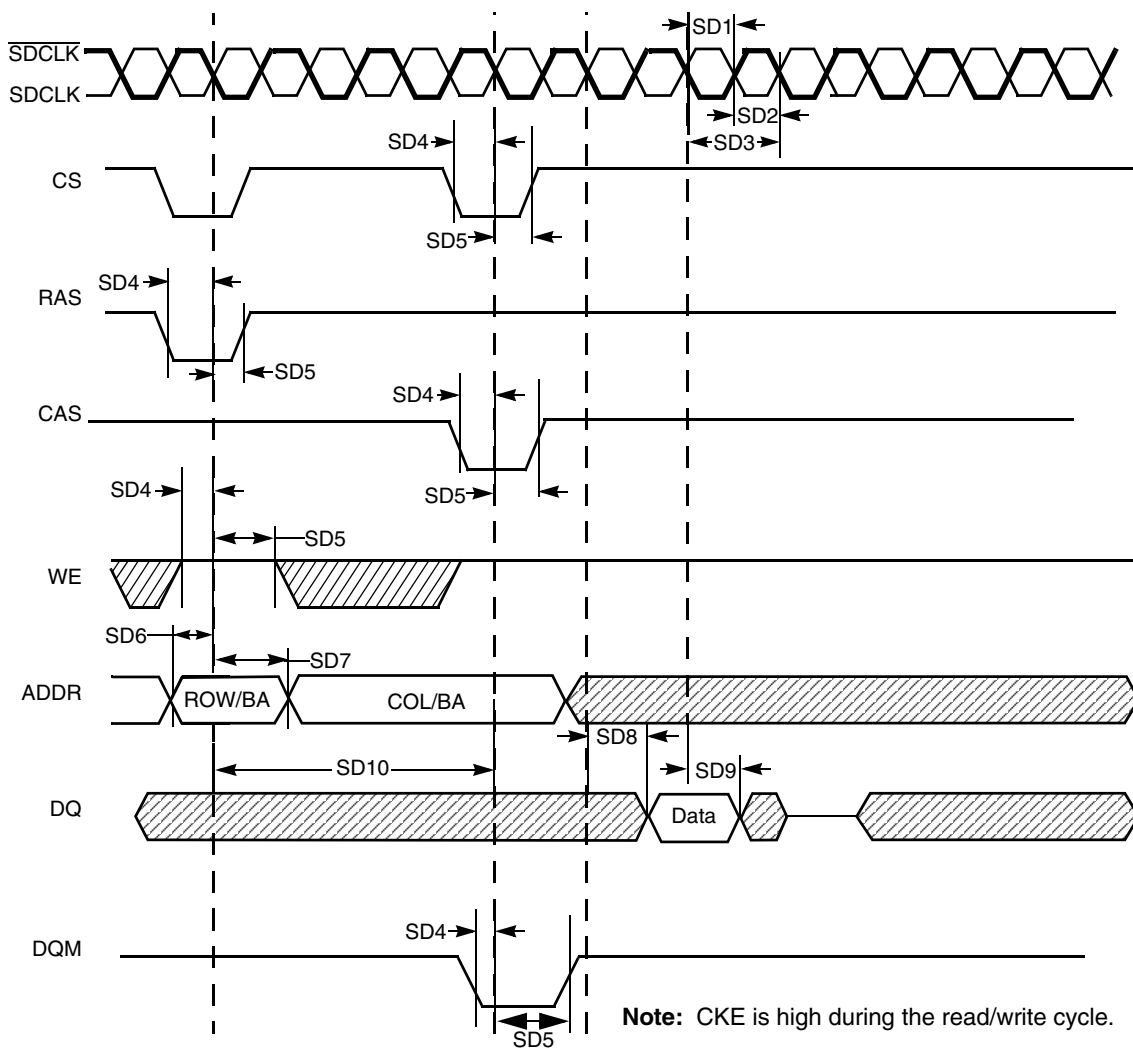 SD1
SDCLK
SDCLK
SD2
SD4
SD3
CS
SD5
SD4
RAS
SD5
SD4
CAS
SD4
SD5
SD5
WE
SD6
SD7
ADDR
ROW/BA
COL/BA
SD8
SD10
SD9
DQ
Data
SD4
DQM
Note: CKE is high during the read/write cycle.
SD5